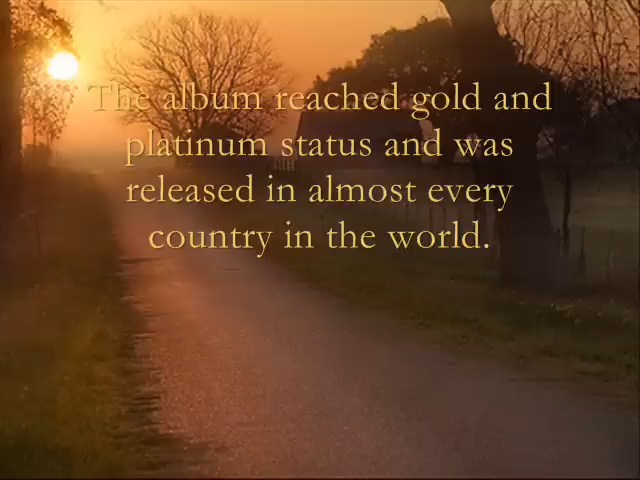 The album reached gold and
platinum status and was
released in almost every
country in the world.